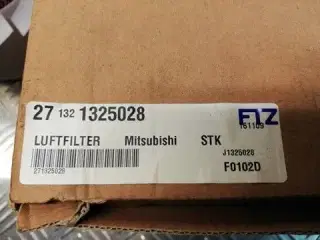 27 132 1325028
FTZ
161109
LUFTFILTER Mitsubishi STK
J1325028
271325028
F0102D